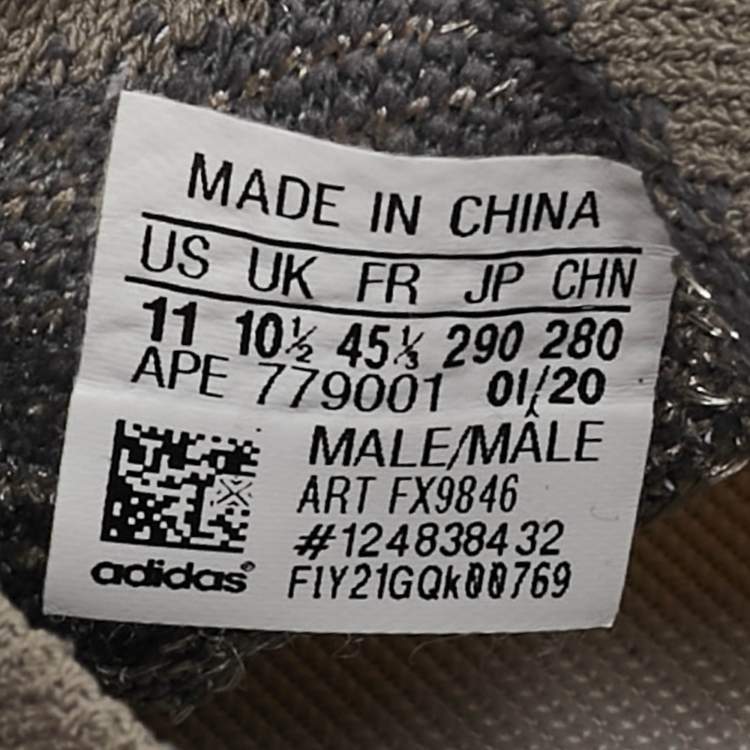 MADE IN CHINA
US UK FR JP CHN
11 10½ 45⅓ 290 280
APE 779001 01/20
MALE/MÂLE
ART FX9846
#124838432
F1Y21GQk00769
adidas®